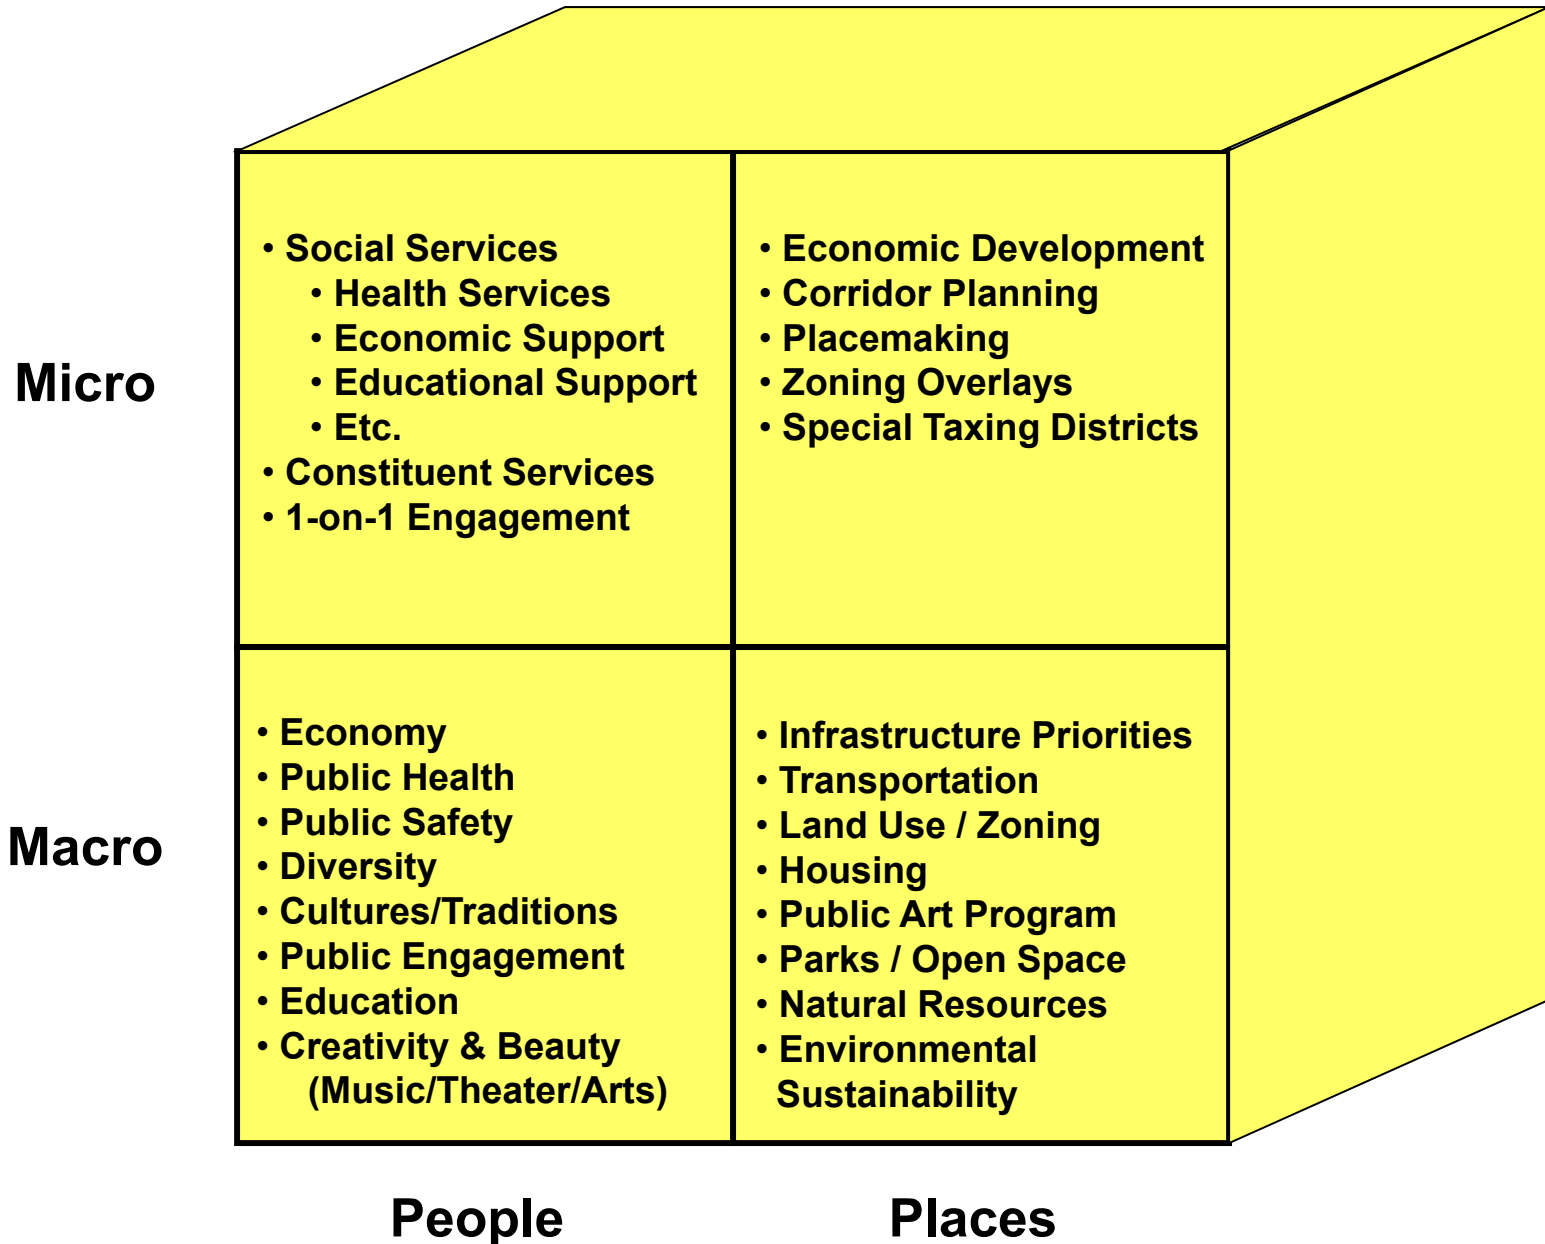 Micro
• Social Services
• Health Services
• Economic Support
• Educational Support
• Etc.
• Constituent Services
• 1-on-1 Engagement
• Economic Development
• Corridor Planning
• Placemaking
• Zoning Overlays
• Special Taxing Districts
Macro
• Economy
• Public Health
• Public Safety
• Diversity
• Cultures/Traditions
• Public Engagement
• Education
• Creativity & Beauty
(Music/Theater/Arts)
• Infrastructure Priorities
• Transportation
• Land Use / Zoning
• Housing
• Public Art Program
• Parks / Open Space
• Natural Resources
• Environmental
Sustainability
People
Places